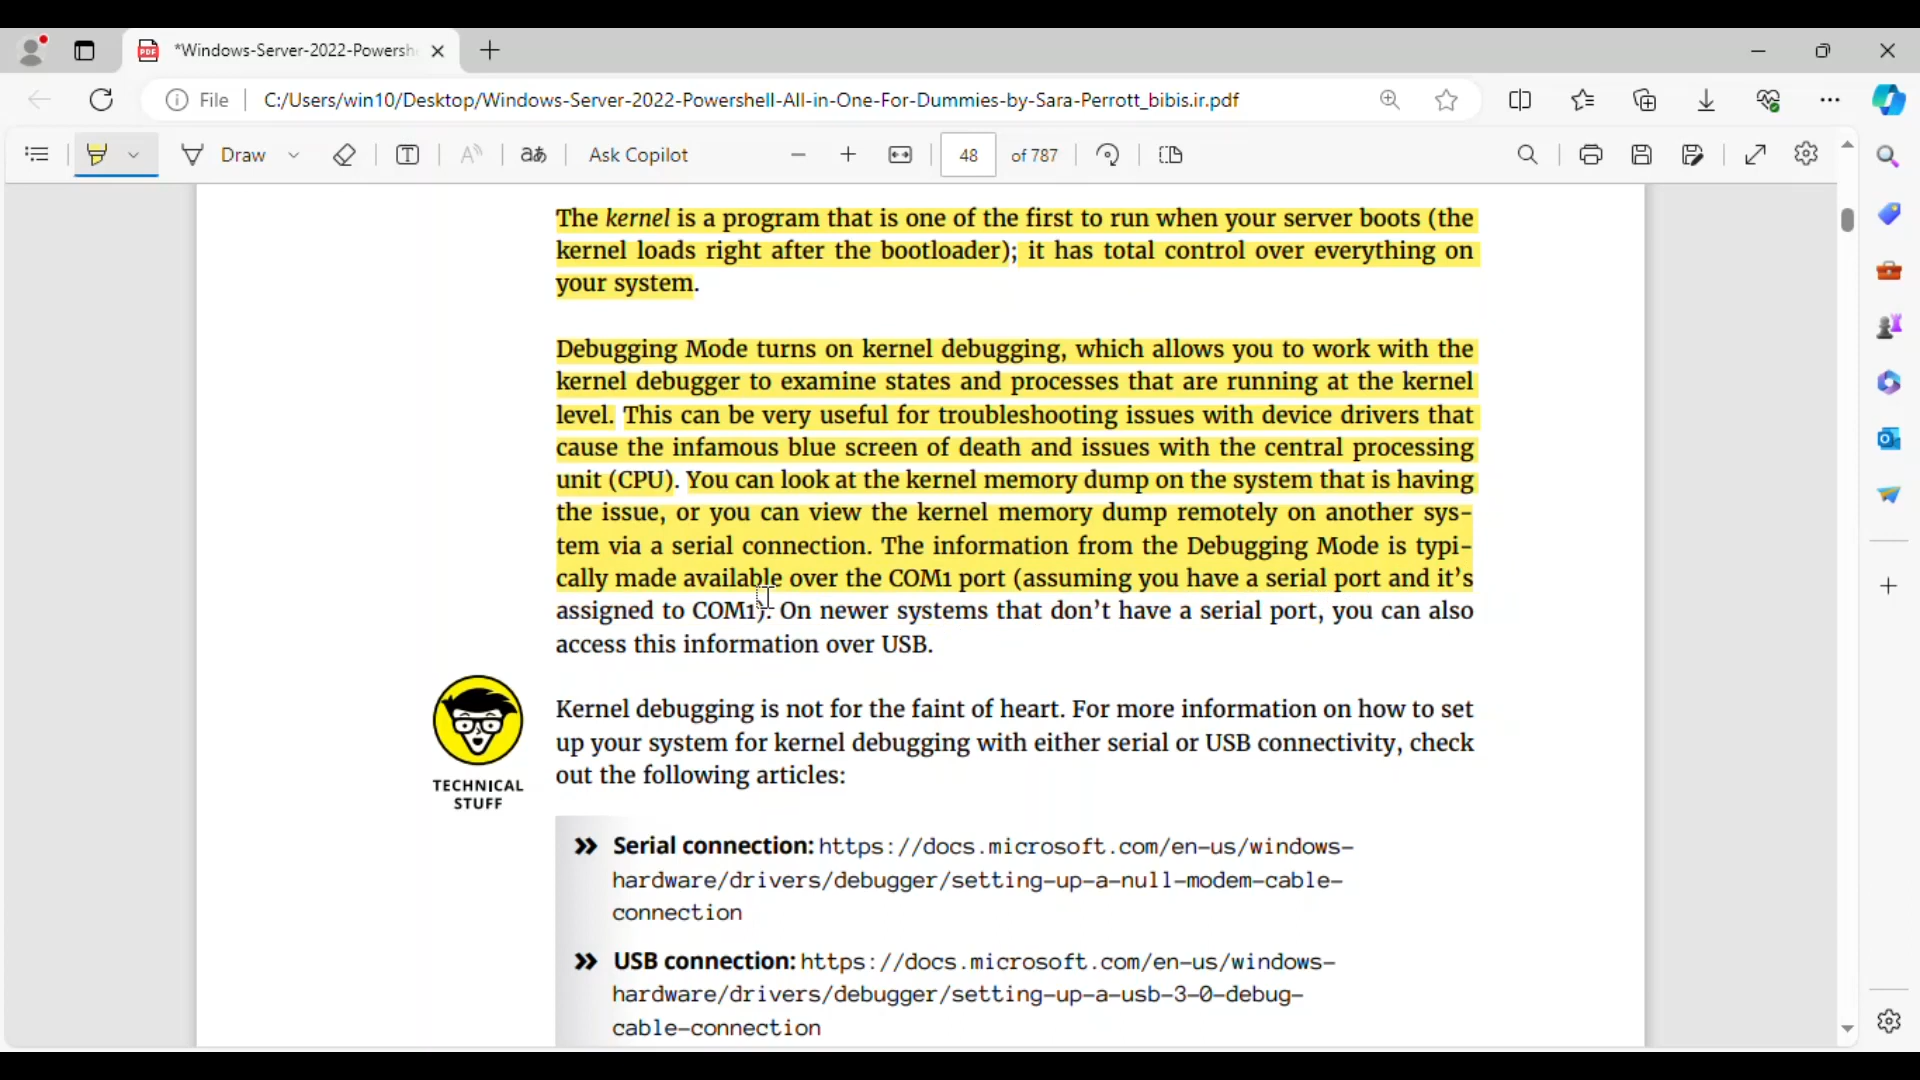 *Windows-Server-2022-Powersh
File
C:/Users/win10/Desktop/Windows-Server-2022-Powershell-All-in-One-For-Dummies-by-Sara-Perrott_bibis.ir.pdf
Draw
Ask Copilot
48
of 787
The kernel is a program that is one of the first to run when your server boots (the
kernel loads right after the bootloader); it has total control over everything on
your system.
Debugging Mode turns on kernel debugging, which allows you to work with the
kernel debugger to examine states and processes that are running at the kernel
level. This can be very useful for troubleshooting issues with device drivers that
cause the infamous blue screen of death and issues with the central processing
unit (CPU). You can look at the kernel memory dump on the system that is having
the issue, or you can view the kernel memory dump remotely on another sys-
tem via a serial connection. The information from the Debugging Mode is typi-
cally made available over the COM1 port (assuming you have a serial port and it's
assigned to COM1). On newer systems that don't have a serial port, you can also
access this information over USB.
TECHNICAL
STUFF
Kernel debugging is not for the faint of heart. For more information on how to set
up your system for kernel debugging with either serial or USB connectivity, check
out the following articles:
» Serial connection: https://docs.microsoft.com/en-us/windows-
hardware/drivers/debugger/setting-up-a-null-modem-cable-
connection
» USB connection: https://docs.microsoft.com/en-us/windows-
hardware/drivers/debugger/setting-up-a-usb-3-0-debug-
cable-connection